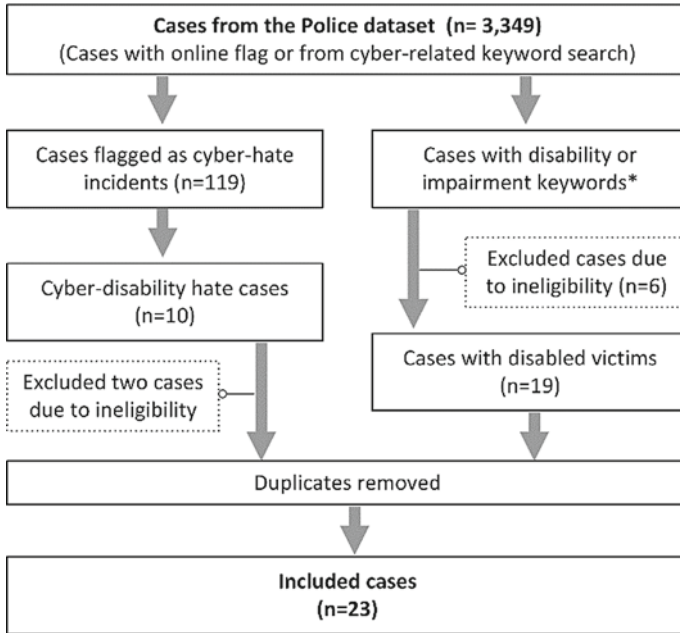 Cases from the Police dataset (n= 3,349)
(Cases with online flag or from cyber-related keyword search)
Cases flagged as cyber-hate
incidents (n=119)
Cases with disability or
impairment keywords*
Excluded cases due
to ineligibility (n=6)
Cyber-disability hate cases
(n=10)
Excluded two cases
due to ineligibility
Cases with disabled victims
(n=19)
Duplicates removed
Included cases
(n=23)